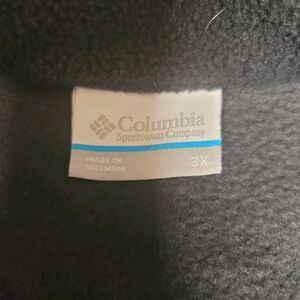 Columbia
Sportswear Company
MADE IN
VIETNAM
3X